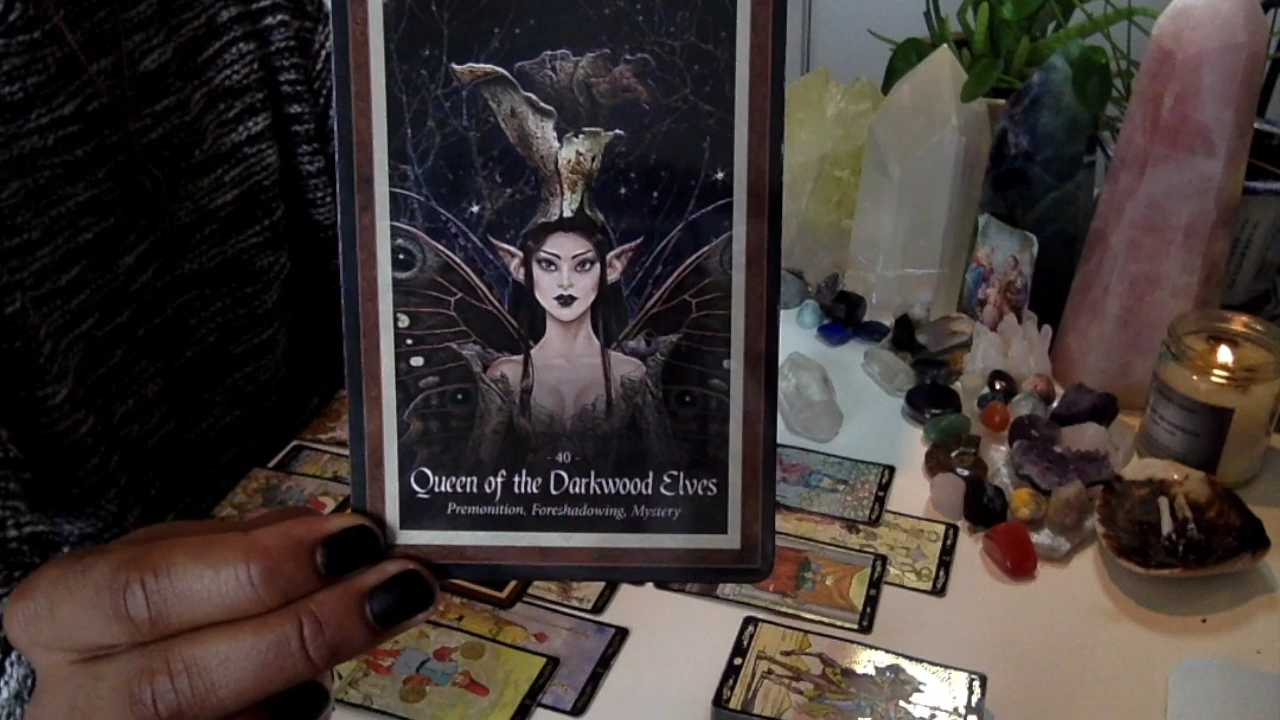 - 40 -
Queen of the Darkwood Elves
Premonition, Foreshadowing, Mystery